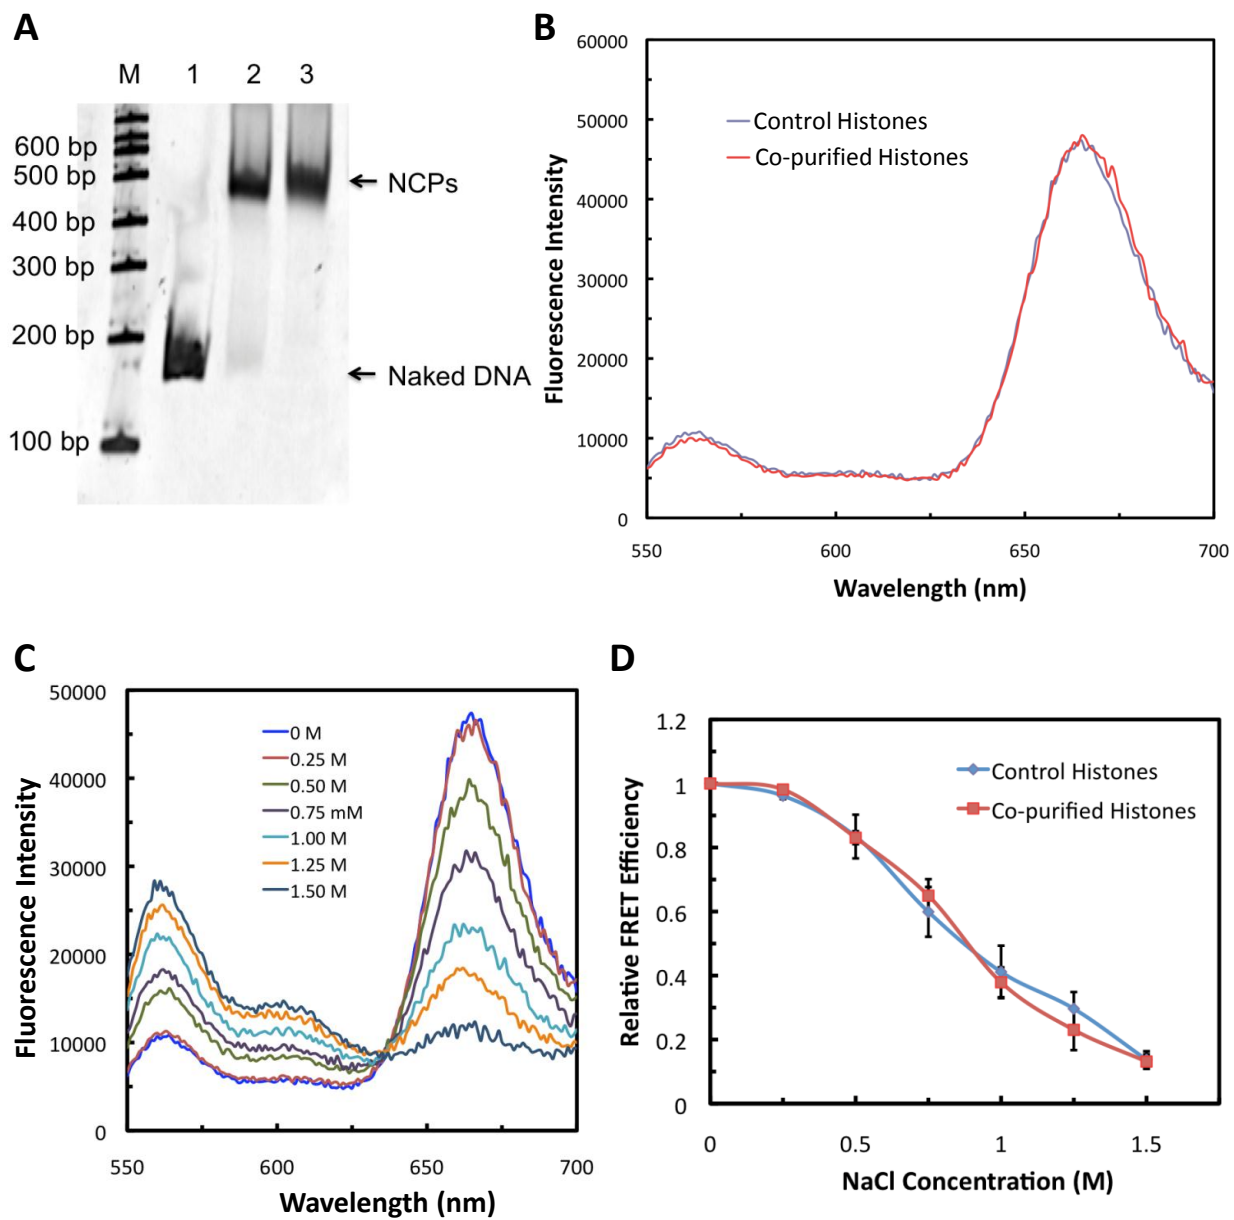 A
M 1 2 3
600 bp
500 bp
400 bp
300 bp
200 bp
100 bp
NCPs
Naked DNA
B
60000
50000
40000
30000
20000
10000
0
Fluorescence Intensity
Control Histones
Co-purified Histones
550 600 650 700
Wavelength (nm)
C
50000
40000
30000
20000
10000
0
Fluorescence Intensity
0 M
0.25 M
0.50 M
0.75 mM
1.00 M
1.25 M
1.50 M
550 600 650 700
Wavelength (nm)
D
1.2
1
0.8
0.6
0.4
0.2
0
Relative FRET Efficiency
Control Histones
Co-purified Histones
0 0.5 1 1.5
NaCl Concentration (M)